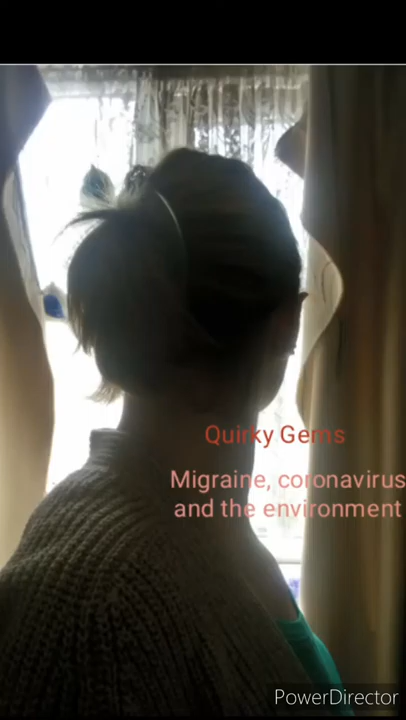 Quirky Gems
Migraine, coronavirus
and the environment
PowerDirector